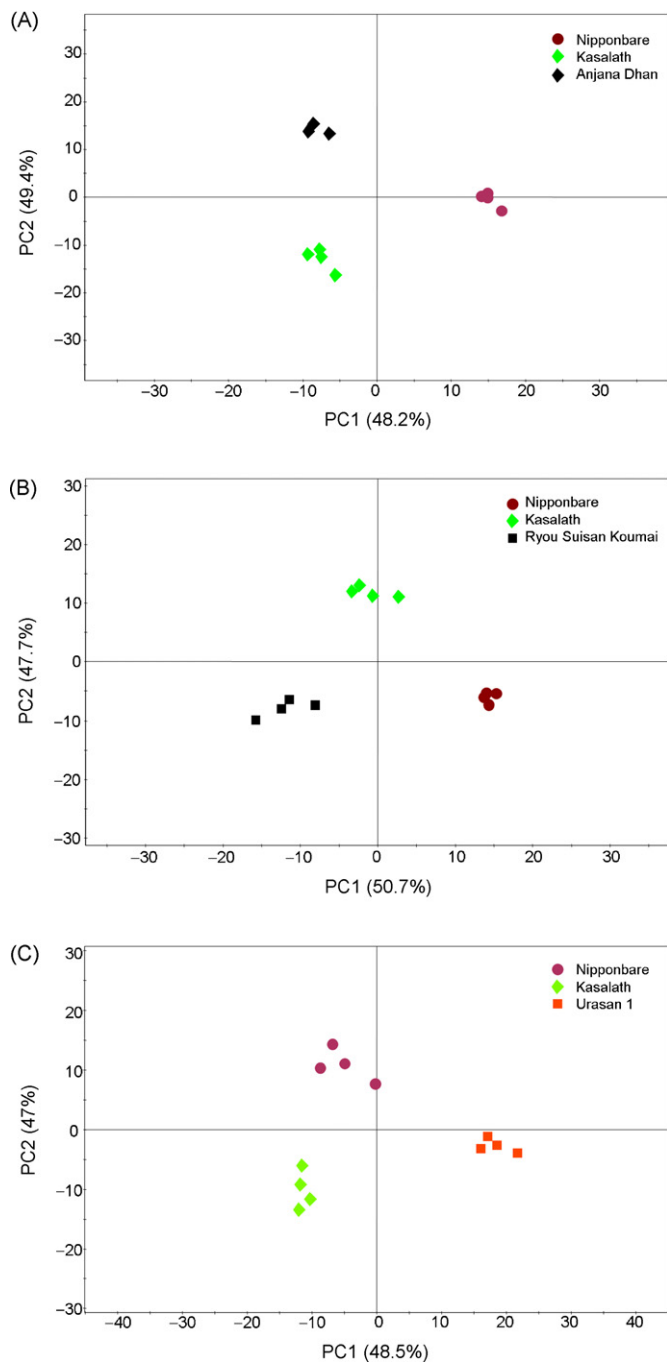 (A)
Nipponbare
Kasalath
Anjana Dhan
30
20
10
0
−10
−20
−30
PC2 (49.4%)
−30 −20 −10 0 10 20 30
PC1 (48.2%)
(B)
Nipponbare
Kasalath
Ryou Suisan Koumai
30
20
10
0
−10
−20
−30
PC2 (47.7%)
−30 −20 −10 0 10 20 30
PC1 (50.7%)
(C)
Nipponbare
Kasalath
Urasan 1
30
20
10
0
−10
−20
−30
PC2 (47%)
−40 −30 −20 −10 0 10 20 30 40
PC1 (48.5%)